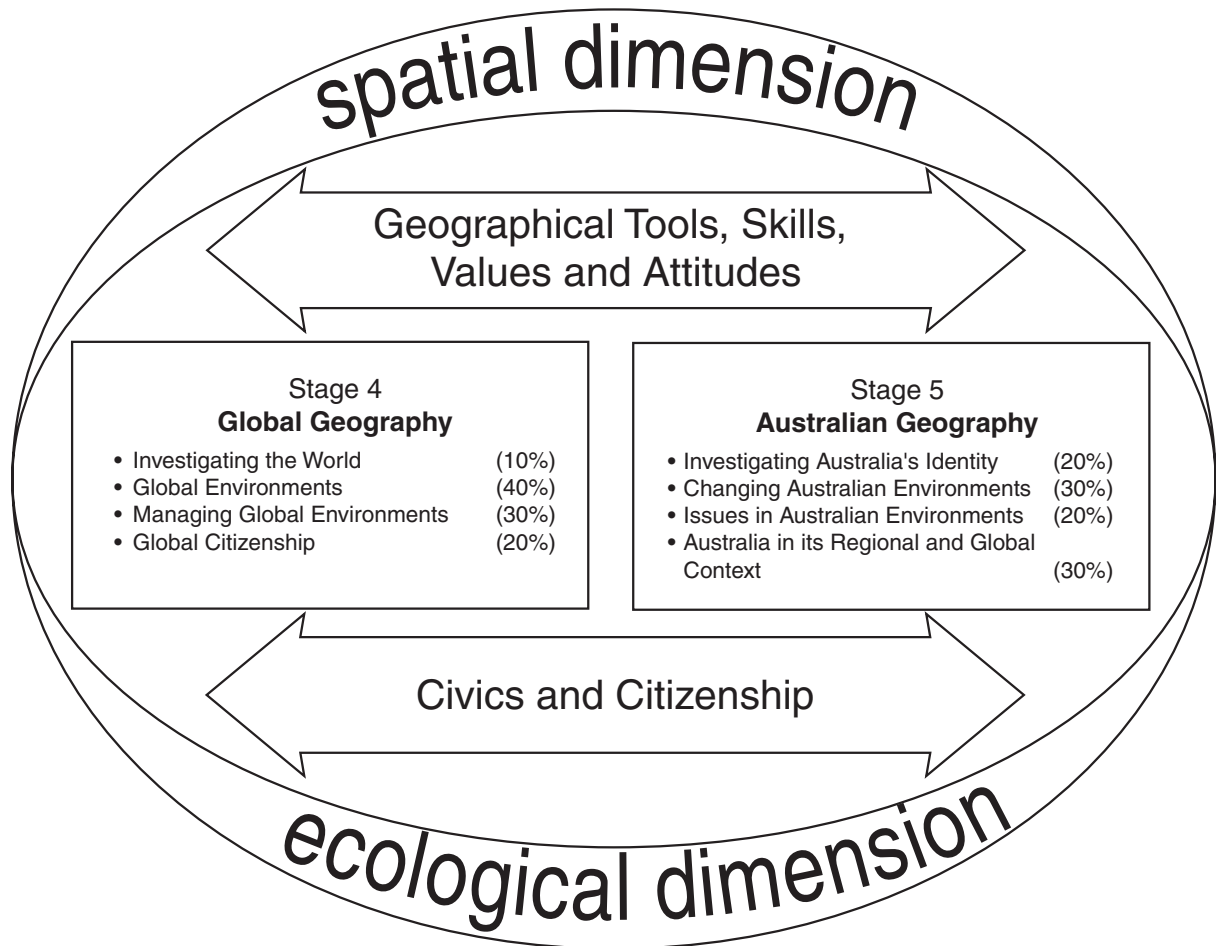 spatial dimension
Geographical Tools, Skills,
Values and Attitudes
Stage 4
Global Geography
• Investigating the World (10%)
• Global Environments (40%)
• Managing Global Environments (30%)
• Global Citizenship (20%)
Stage 5
Australian Geography
• Investigating Australia's Identity (20%)
• Changing Australian Environments (30%)
• Issues in Australian Environments (20%)
• Australia in its Regional and Global
Context (30%)
Civics and Citizenship
ecological dimension